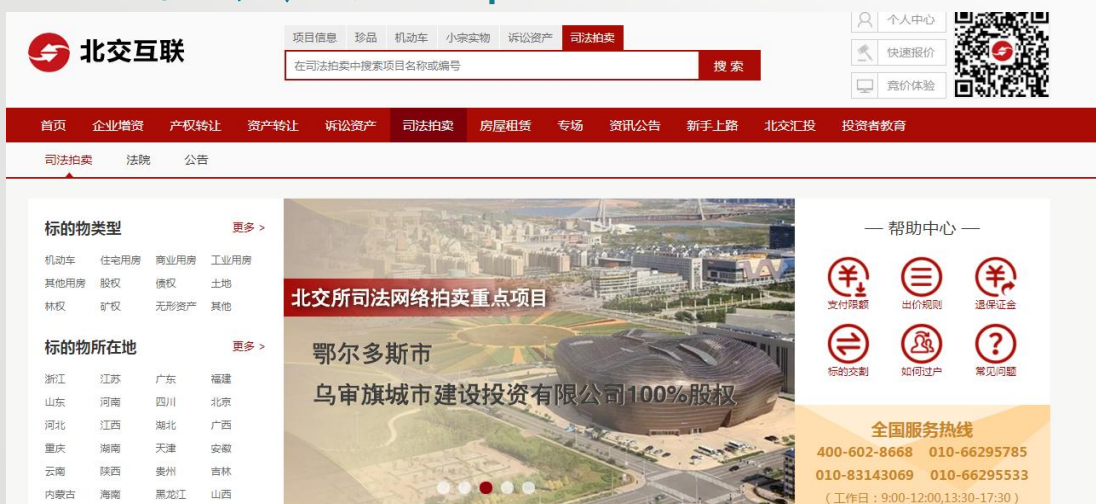 北交互联
项目信息 珍品 机动车 小宗实物 诉讼资产 司法拍卖
在司法拍卖中搜索项目名称或编号
搜 索
个人中心
快速报价
竞价体验
首页 企业增资 产权转让 资产转让 诉讼资产 司法拍卖 房屋租赁 专场 资讯公告 新手上路 北交汇投 投资者教育
司法拍卖 法院 公告
标的物类型 更多 >
机动车 住宅用房 商业用房 工业用房
其他用房 股权 债权 土地
林权 矿权 无形资产 其他
标的物所在地 更多 >
浙江 江苏 广东 福建
山东 河南 四川 北京
河北 江西 湖北 广西
重庆 湖南 天津 安徽
云南 陕西 贵州 吉林
内蒙古 海南 黑龙江 山西
北交所司法网络拍卖重点项目
鄂尔多斯市
乌审旗城市建设投资有限公司100%股权
— 帮助中心 —
支付限额 出价规则 退保证金
标的交割 如何过户 常见问题
全国服务热线
400-602-8668 010-66295785
010-83143069 010-66295533
(工作日:9:00-12:00,13:30-17:30)